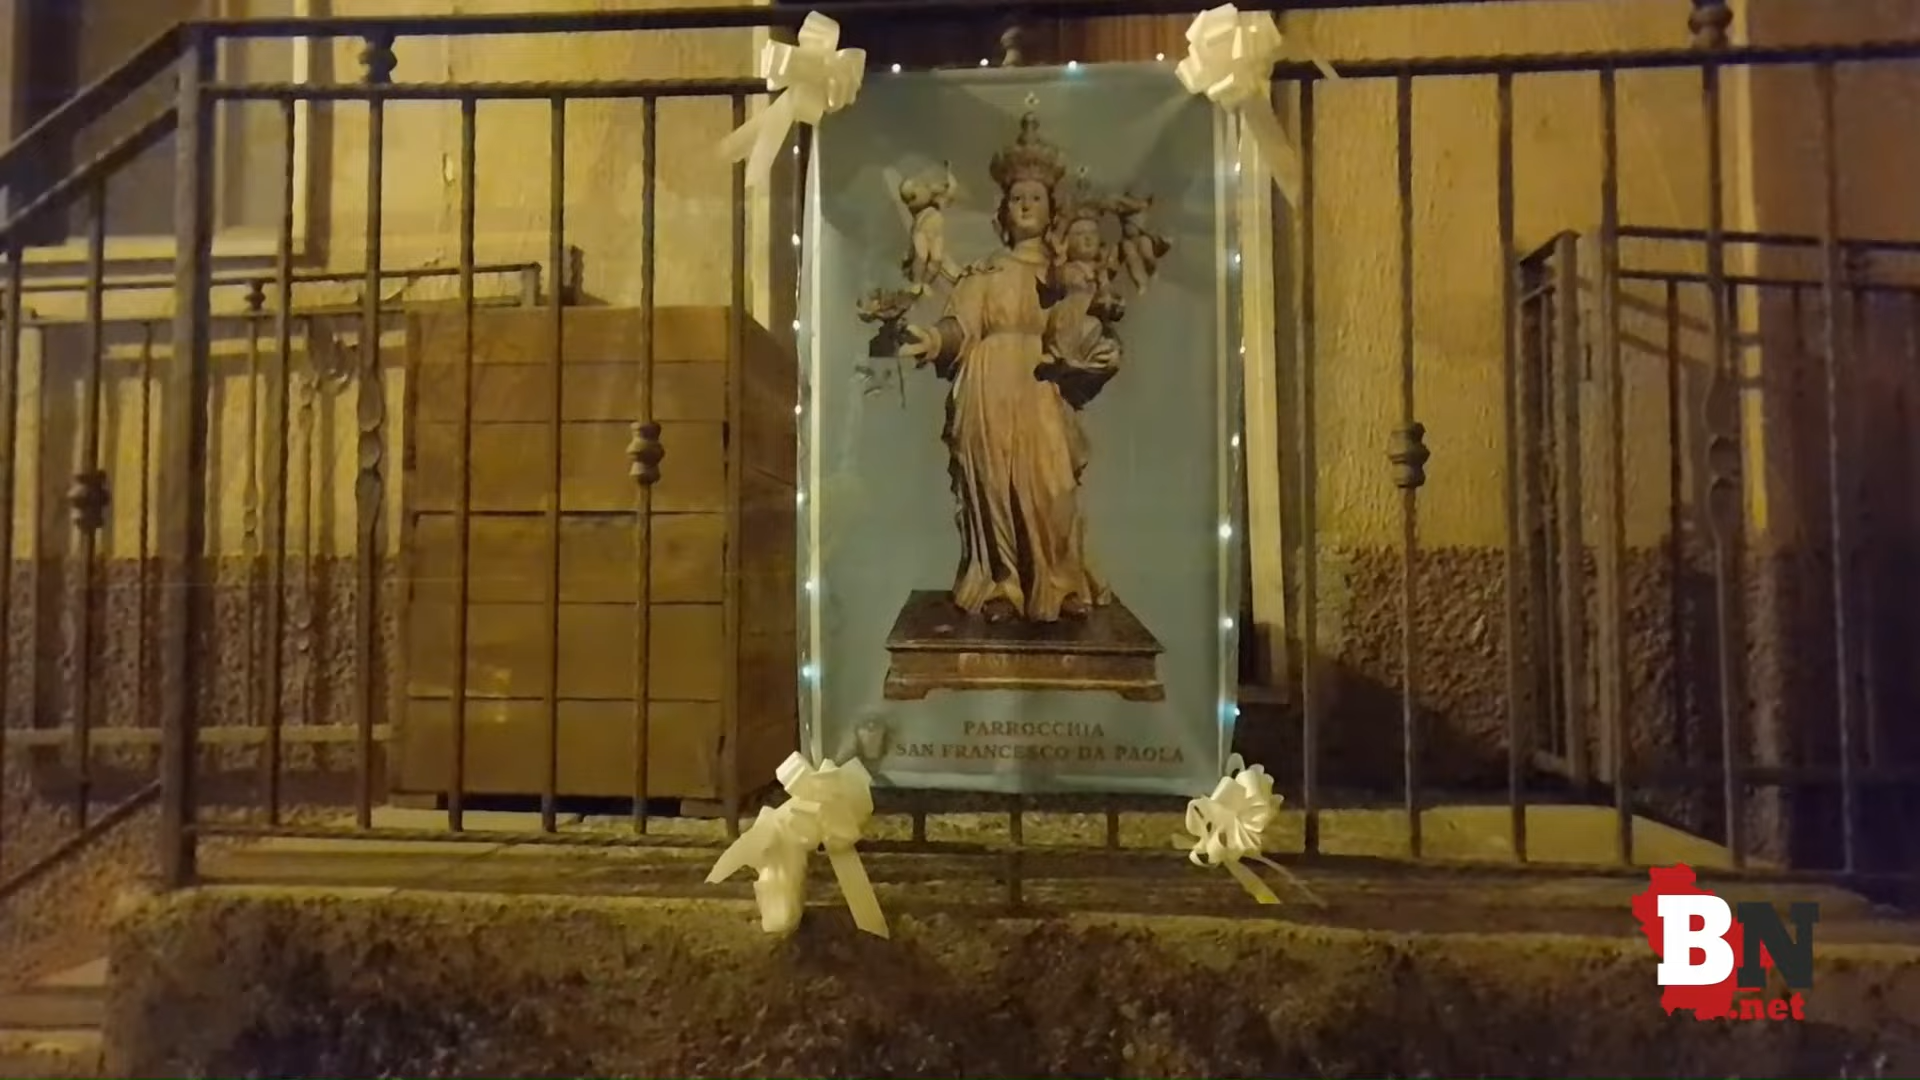 PARROCCHIA
SAN FRANCESCO DA PAOLA
BN
.net